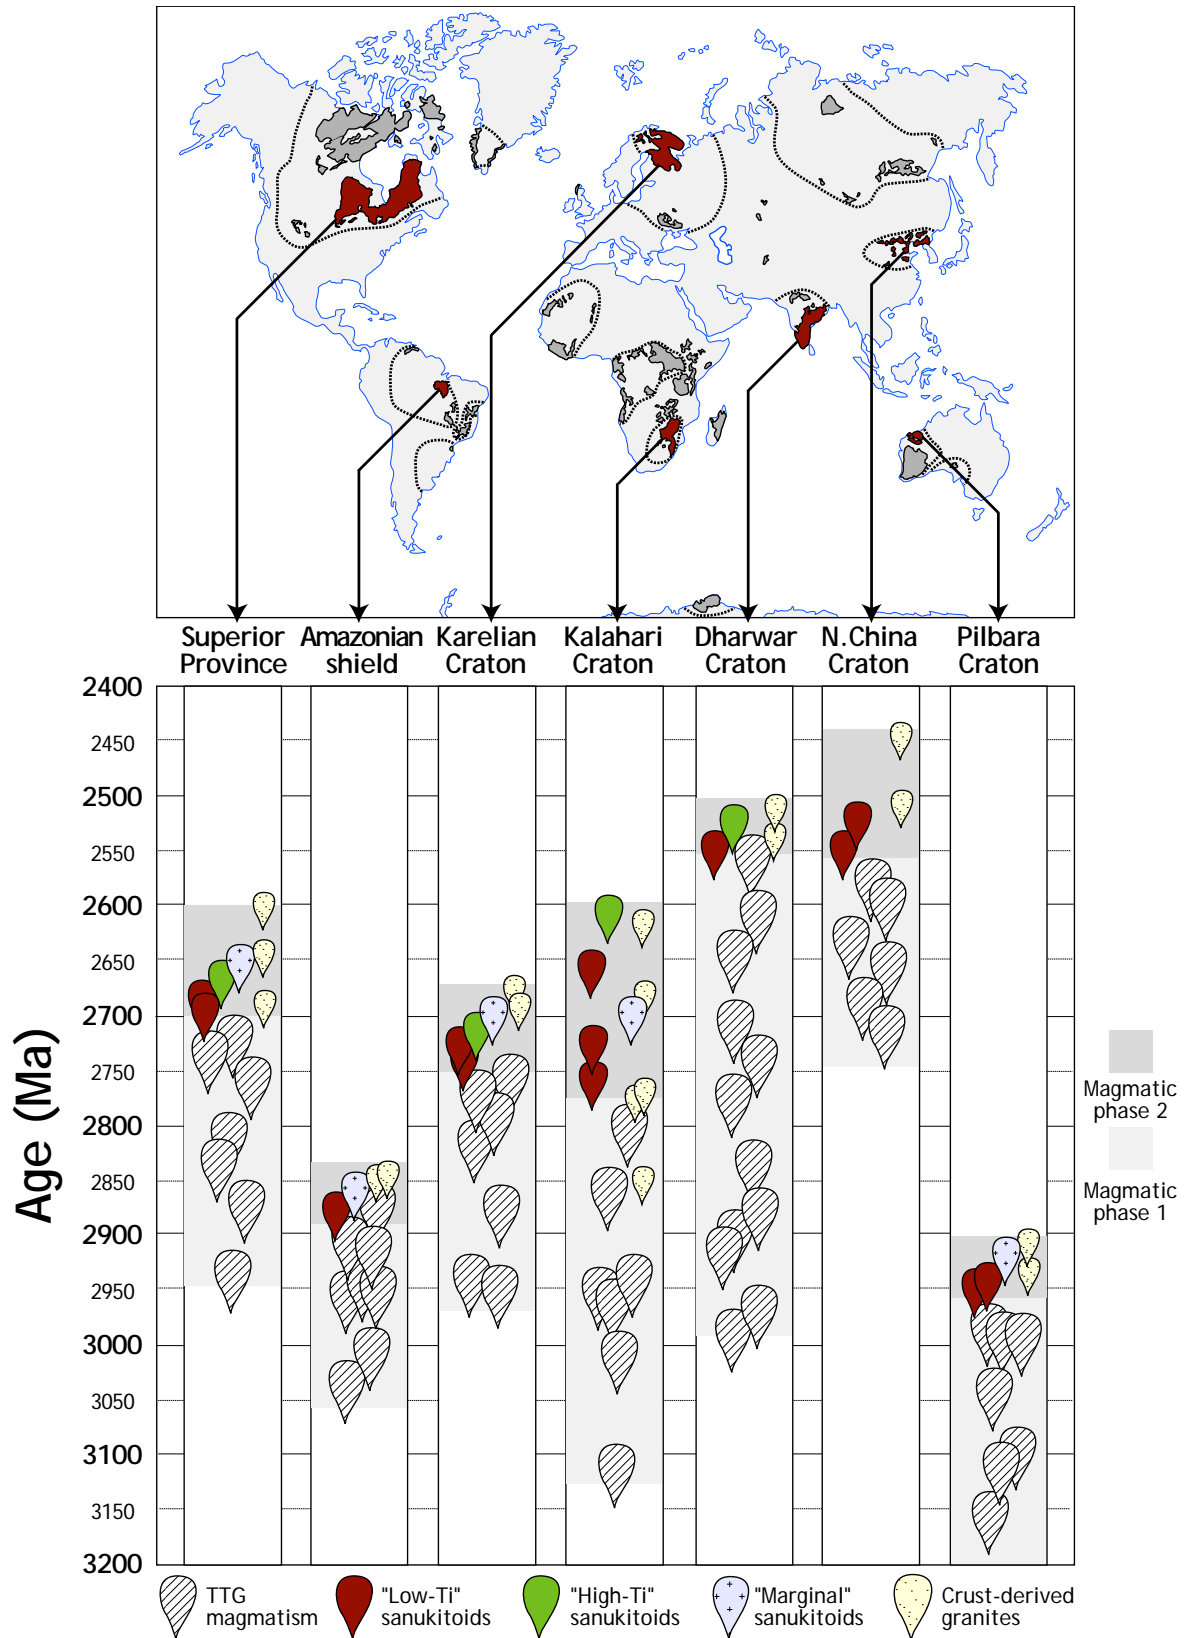 Superior
Province
Amazonian
shield
Karelian
Craton
Kalahari
Craton
Dharwar
Craton
N.China
Craton
Pilbara
Craton
Age (Ma)
2400
2450
2500
2550
2600
2650
2700
2750
2800
2850
2900
2950
3000
3050
3100
3150
3200
Magmatic
phase 2
Magmatic
phase 1
TTG
magmatism
"Low-Ti"
sanukitoids
"High-Ti"
sanukitoids
"Marginal"
sanukitoids
Crust-derived
granites